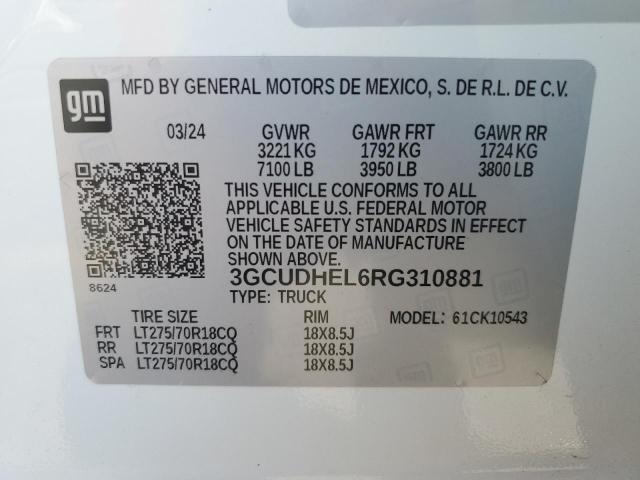 gm MFD BY GENERAL MOTORS DE MEXICO, S. DE R.L. DE C.V.
03/24 GVWR GAWR FRT GAWR RR
3221 KG 1792 KG 1724 KG
7100 LB 3950 LB 3800 LB
THIS VEHICLE CONFORMS TO ALL
APPLICABLE U.S. FEDERAL MOTOR
VEHICLE SAFETY STANDARDS IN EFFECT
ON THE DATE OF MANUFACTURE
SHOWN ABOVE.
8624
3GCUDHEL6RG310881
TYPE: TRUCK
TIRE SIZE RIM MODEL: 61CK10543
FRT LT275/70R18CQ 18X8.5J
RR LT275/70R18CQ 18X8.5J
SPA LT275/70R18CQ 18X8.5J